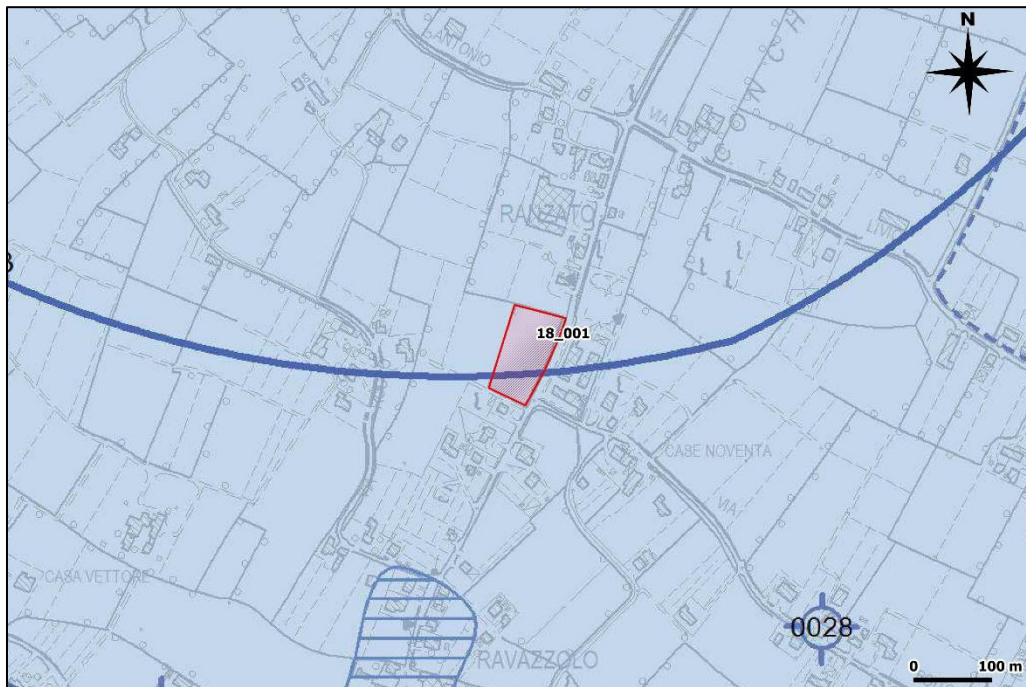 N
ANTONIO
VIA
RANZATO
18_001
CASE NOVENTA
VIA
CASA VETTORE
0028
RAVAZZOLO
0 100 m